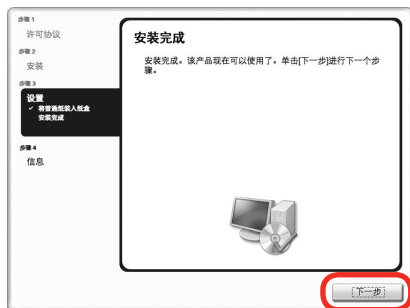 步骤 1
许可协议
步骤 2
安装
步骤 3
设置
✓ 将普通纸装入纸盒
安装完成
步骤 4
信息
安装完成
安装完成。该产品现在可以使用了。单击[下一步]进行下一个步
骤。
[下一步]